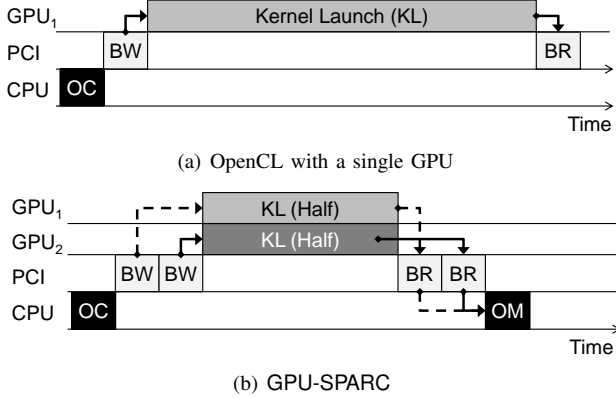 GPU1
Kernel Launch (KL)
PCI
BW
BR
CPU
OC
Time
(a) OpenCL with a single GPU
GPU1
KL (Half)
GPU2
KL (Half)
PCI
BW
BW
BR
BR
CPU
OC
OM
Time
(b) GPU-SPARC